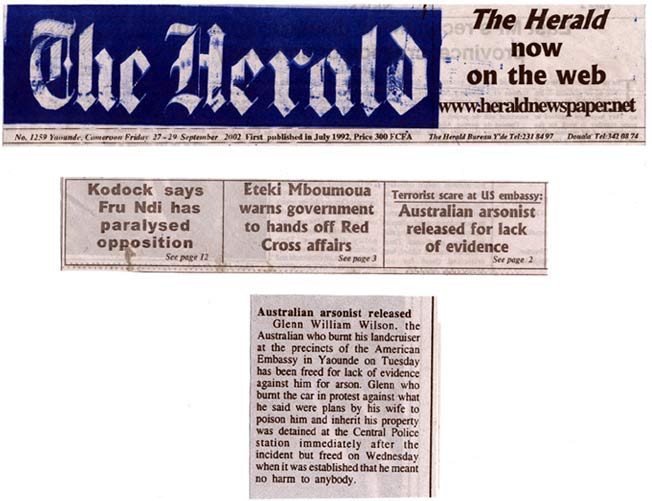 The Herald
The Herald
now
on the web
www.heraldnewspaper.net
No. 1259 Yaounde, Cameroon Friday 27 - 29 September 2002 First published in July 1992, Price 300 FCFA The Herald Bureau Y'de Tel:231 84 97 Douala Tel:342 08 74
Kodock says
Fru Ndi has
paralysed
opposition
See page 12
Eteki Mboumoua
warns government
to hands off Red
Cross affairs
See page 3
Terrorist scare at US embassy:
Australian arsonist
released for lack
of evidence
See page 2
Australian arsonist released
Glenn William Wilson, the
Australian who burnt his landcruiser
at the precincts of the American
Embassy in Yaounde on Tuesday
has been freed for lack of evidence
against him for arson. Glenn who
burnt the car in protest against what
he said were plans by his wife to
poison him and inherit his property
was detained at the Central Police
station immediately after the
incident but freed on Wednesday
when it was established that he meant
no harm to anybody.